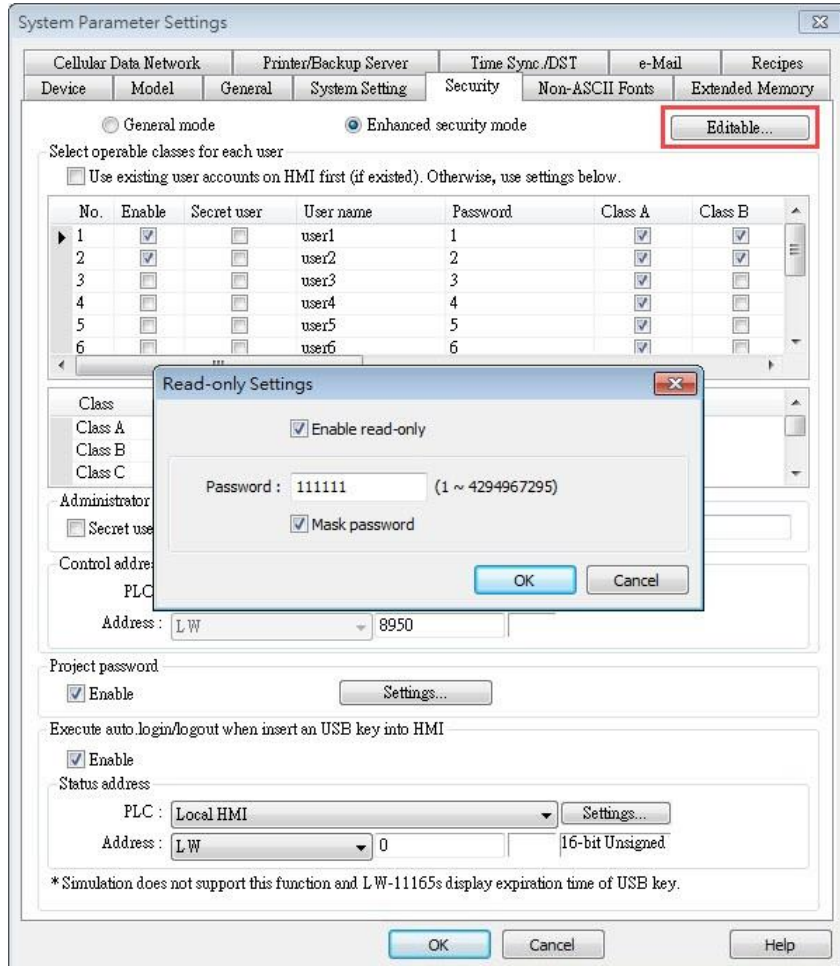 System Parameter Settings
Cellular Data Network Printer/Backup Server Time Sync./DST e-Mail Recipes
Device Model General System Setting Security Non-ASCII Fonts Extended Memory
General mode Enhanced security mode Editable...
Select operable classes for each user
Use existing user accounts on HMI first (if existed). Otherwise, use settings below.
No. Enable Secret user User name Password Class A Class B
1 user1 1
2 user2 2
3 user3 3
4 user4 4
5 user5 5
6 user6 6
Read-only Settings
Class
Class A
Enable read-only
Class B
Class C
Password : 111111 (1 ~ 4294967295)
Administrator
Secret use
Mask password
Control addre
PLC
OK Cancel
Address : LW 8950
Project password
Enable Settings...
Execute auto.login/logout when insert an USB key into HMI
Enable
Status address
PLC : Local HMI Settings...
Address : LW 0 16-bit Unsigned
* Simulation does not support this function and LW-11165s display expiration time of USB key.
OK Cancel Help